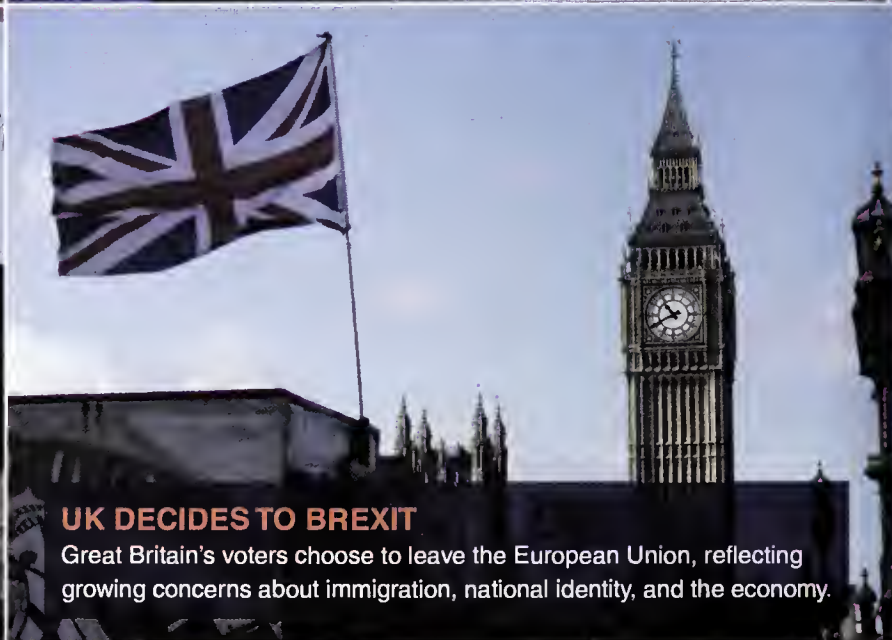 UK DECIDES TO BREXIT
Great Britain's voters choose to leave the European Union, reflecting
growing concerns about immigration, national identity, and the economy.